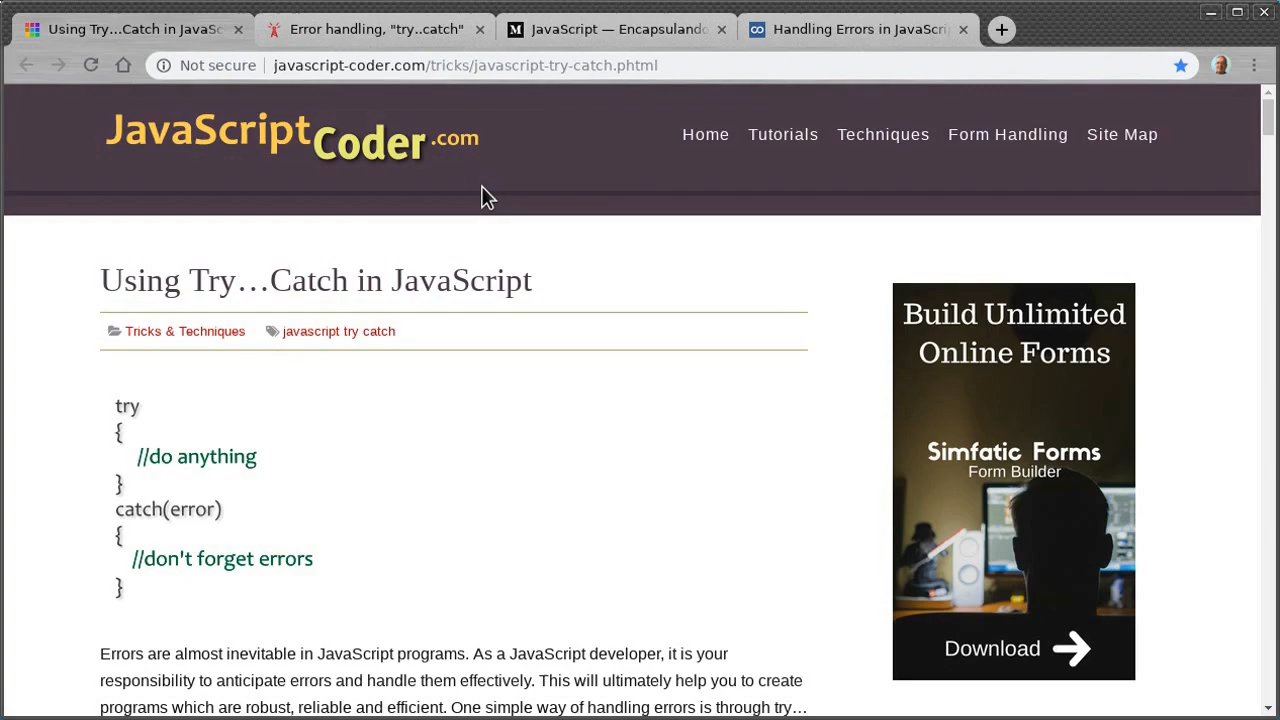 Using Try…Catch in JavaSc
Error handling, "try..catch"
JavaScript — Encapsulando
Handling Errors in JavaScri
Not secure
javascript-coder.com/tricks/javascript-try-catch.phtml
JavaScriptCoder.com
Home
Tutorials
Techniques
Form Handling
Site Map
Using Try…Catch in JavaScript
Tricks & Techniques
javascript try catch
try
{
//do anything
}
catch(error)
{
//don't forget errors
}
Errors are almost inevitable in JavaScript programs. As a JavaScript developer, it is your
responsibility to anticipate errors and handle them effectively. This will ultimately help you to create
programs which are robust, reliable and efficient. One simple way of handling errors is through try…
Build Unlimited
Online Forms
Simfatic Forms
Form Builder
Download